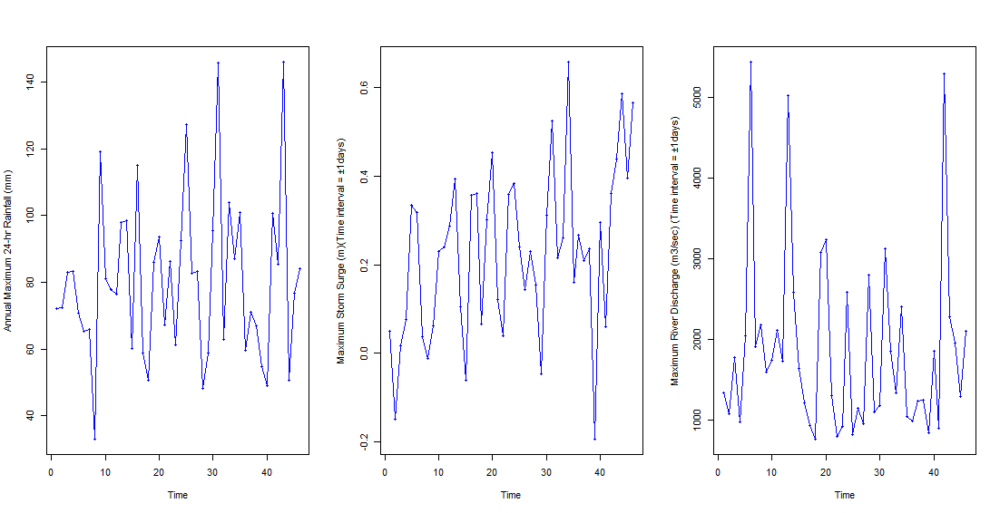 Annual Maximum 24-hr Rainfall (mm)
140
120
100
80
60
40
0 10 20 30 40
Time
Maximum Storm Surge (m)(Time interval = ±1days)
0.6
0.4
0.2
0.0
-0.2
0 10 20 30 40
Time
Maximum River Discharge (m3/sec) (Time interval = ±1days)
5000
4000
3000
2000
1000
0 10 20 30 40
Time